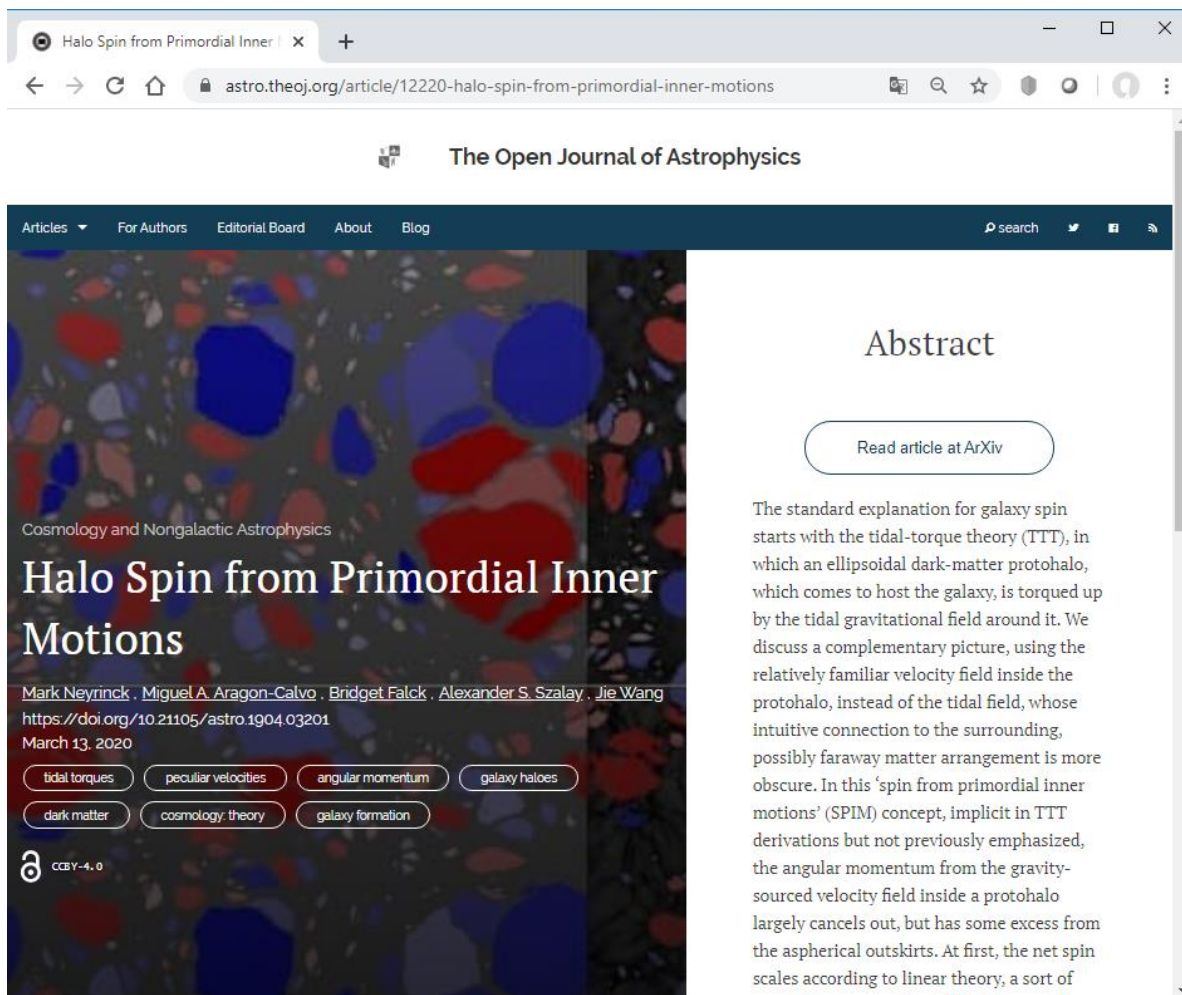 Halo Spin from Primordial Inner
astro.theoj.org/article/12220-halo-spin-from-primordial-inner-motions
The Open Journal of Astrophysics
Articles For Authors Editorial Board About Blog search
Cosmology and Nongalactic Astrophysics
Halo Spin from Primordial Inner
Motions
Mark Neyrinck , Miguel A. Aragon-Calvo , Bridget Falck , Alexander S. Szalay , Jie Wang
https://doi.org/10.21105/astro.1904.03201
March 13, 2020
tidal torques peculiar velocities angular momentum galaxy haloes
dark matter cosmology: theory galaxy formation
CCBY-4.0
Abstract
Read article at ArXiv
The standard explanation for galaxy spin
starts with the tidal-torque theory (TTT), in
which an ellipsoidal dark-matter protohalo,
which comes to host the galaxy, is torqued up
by the tidal gravitational field around it. We
discuss a complementary picture, using the
relatively familiar velocity field inside the
protohalo, instead of the tidal field, whose
intuitive connection to the surrounding,
possibly faraway matter arrangement is more
obscure. In this ‘spin from primordial inner
motions’ (SPIM) concept, implicit in TTT
derivations but not previously emphasized,
the angular momentum from the gravity-
sourced velocity field inside a protohalo
largely cancels out, but has some excess from
the aspherical outskirts. At first, the net spin
scales according to linear theory, a sort of